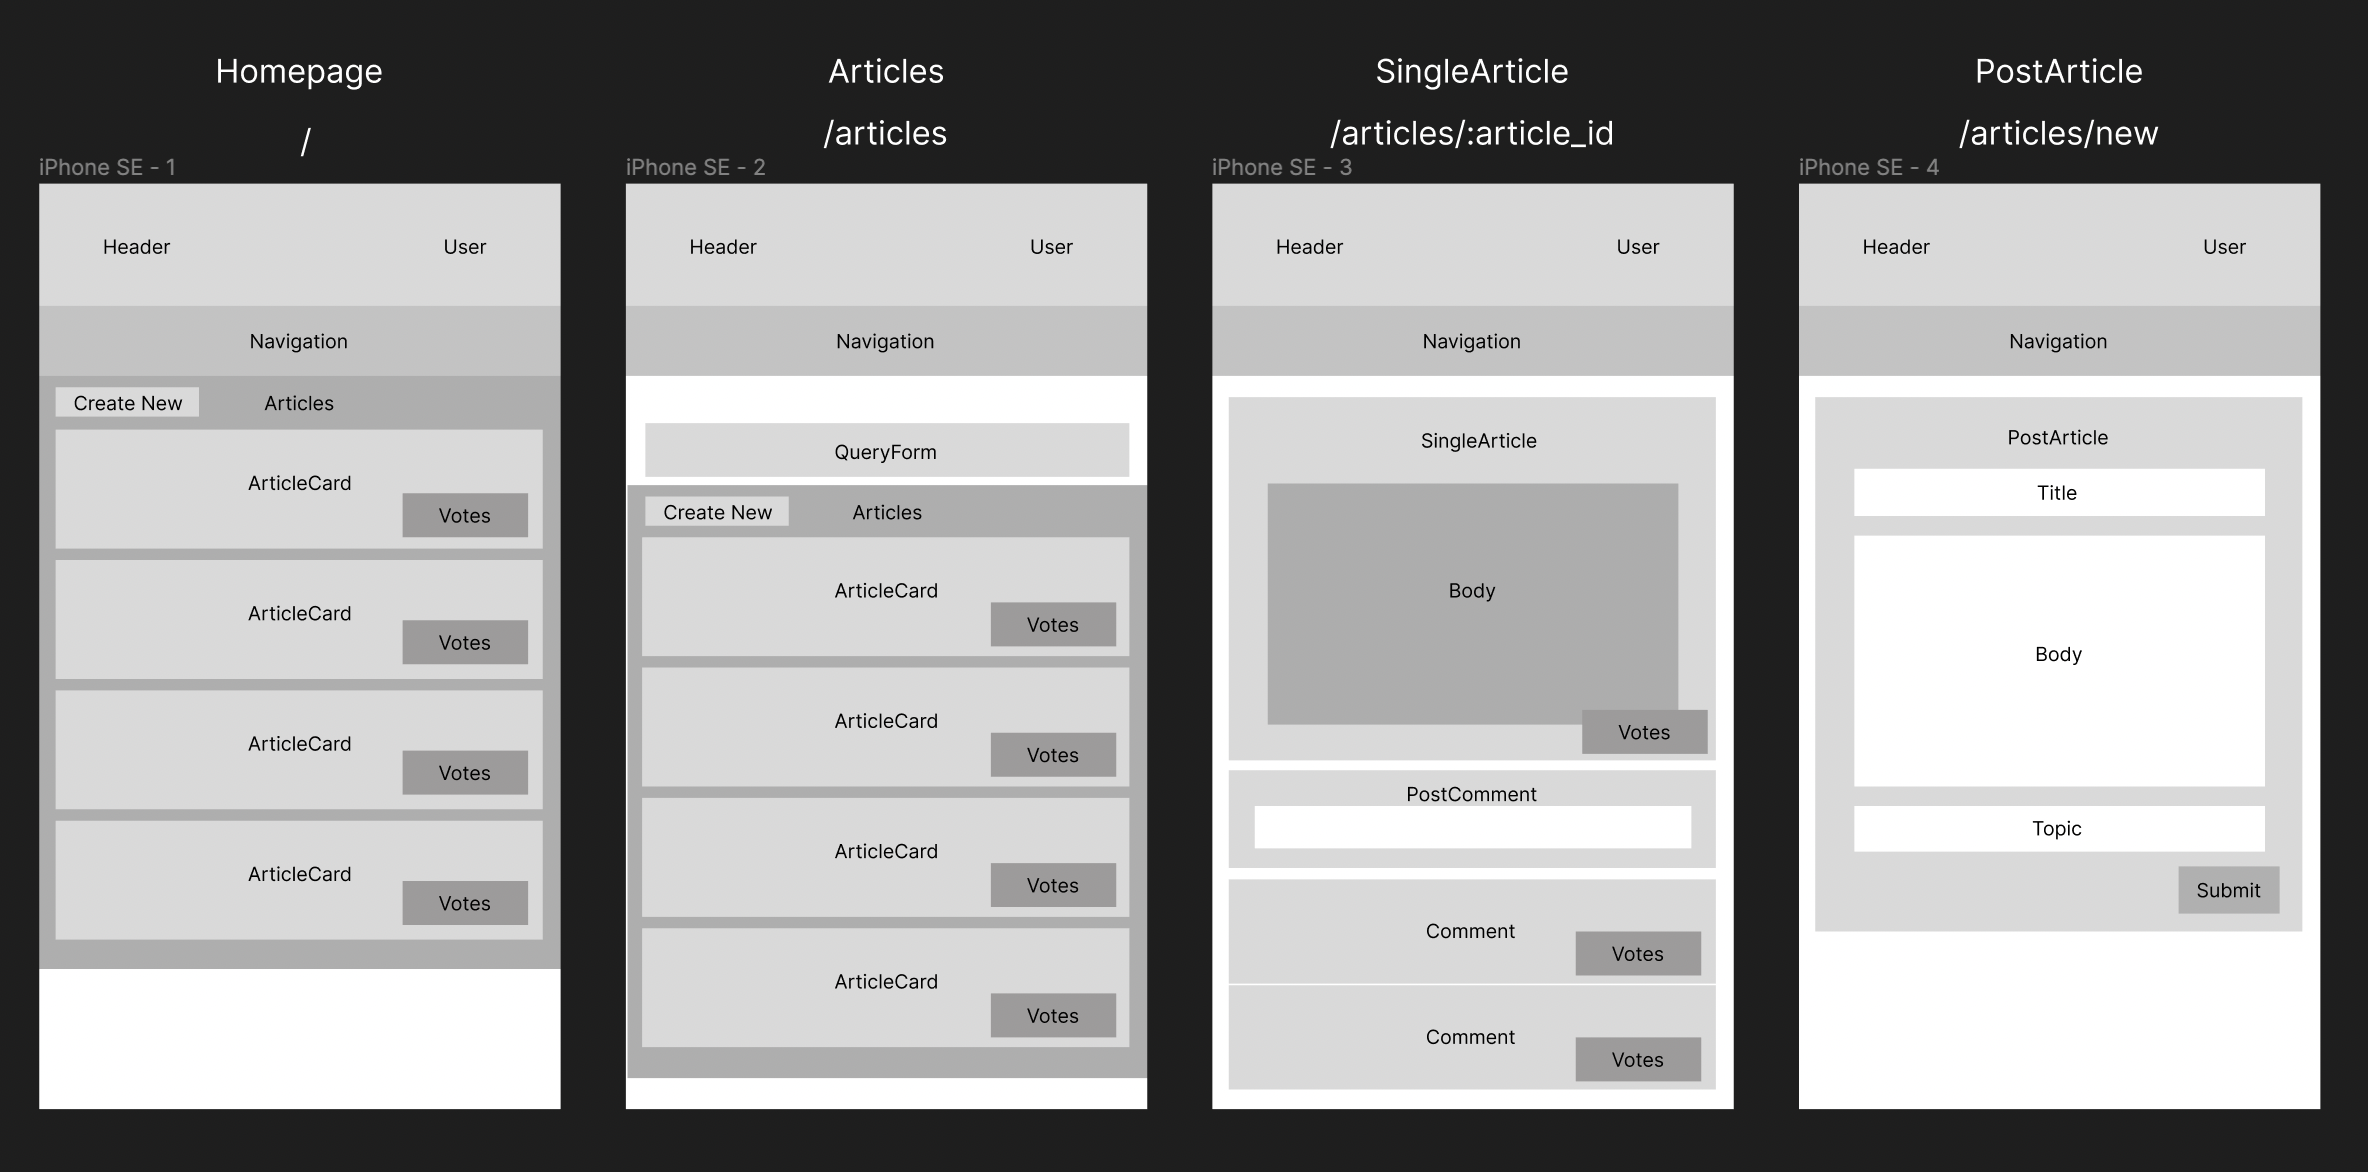 Homepage
/
iPhone SE - 1
Header
User
Navigation
Create New
Articles
ArticleCard
Votes
ArticleCard
Votes
ArticleCard
Votes
ArticleCard
Votes
Articles
/articles
iPhone SE - 2
Header
User
Navigation
QueryForm
Create New
Articles
ArticleCard
Votes
ArticleCard
Votes
ArticleCard
Votes
ArticleCard
Votes
SingleArticle
/articles/:article_id
iPhone SE - 3
Header
User
Navigation
SingleArticle
Body
Votes
PostComment
Comment
Votes
Comment
Votes
PostArticle
/articles/new
iPhone SE - 4
Header
User
Navigation
PostArticle
Title
Body
Topic
Submit